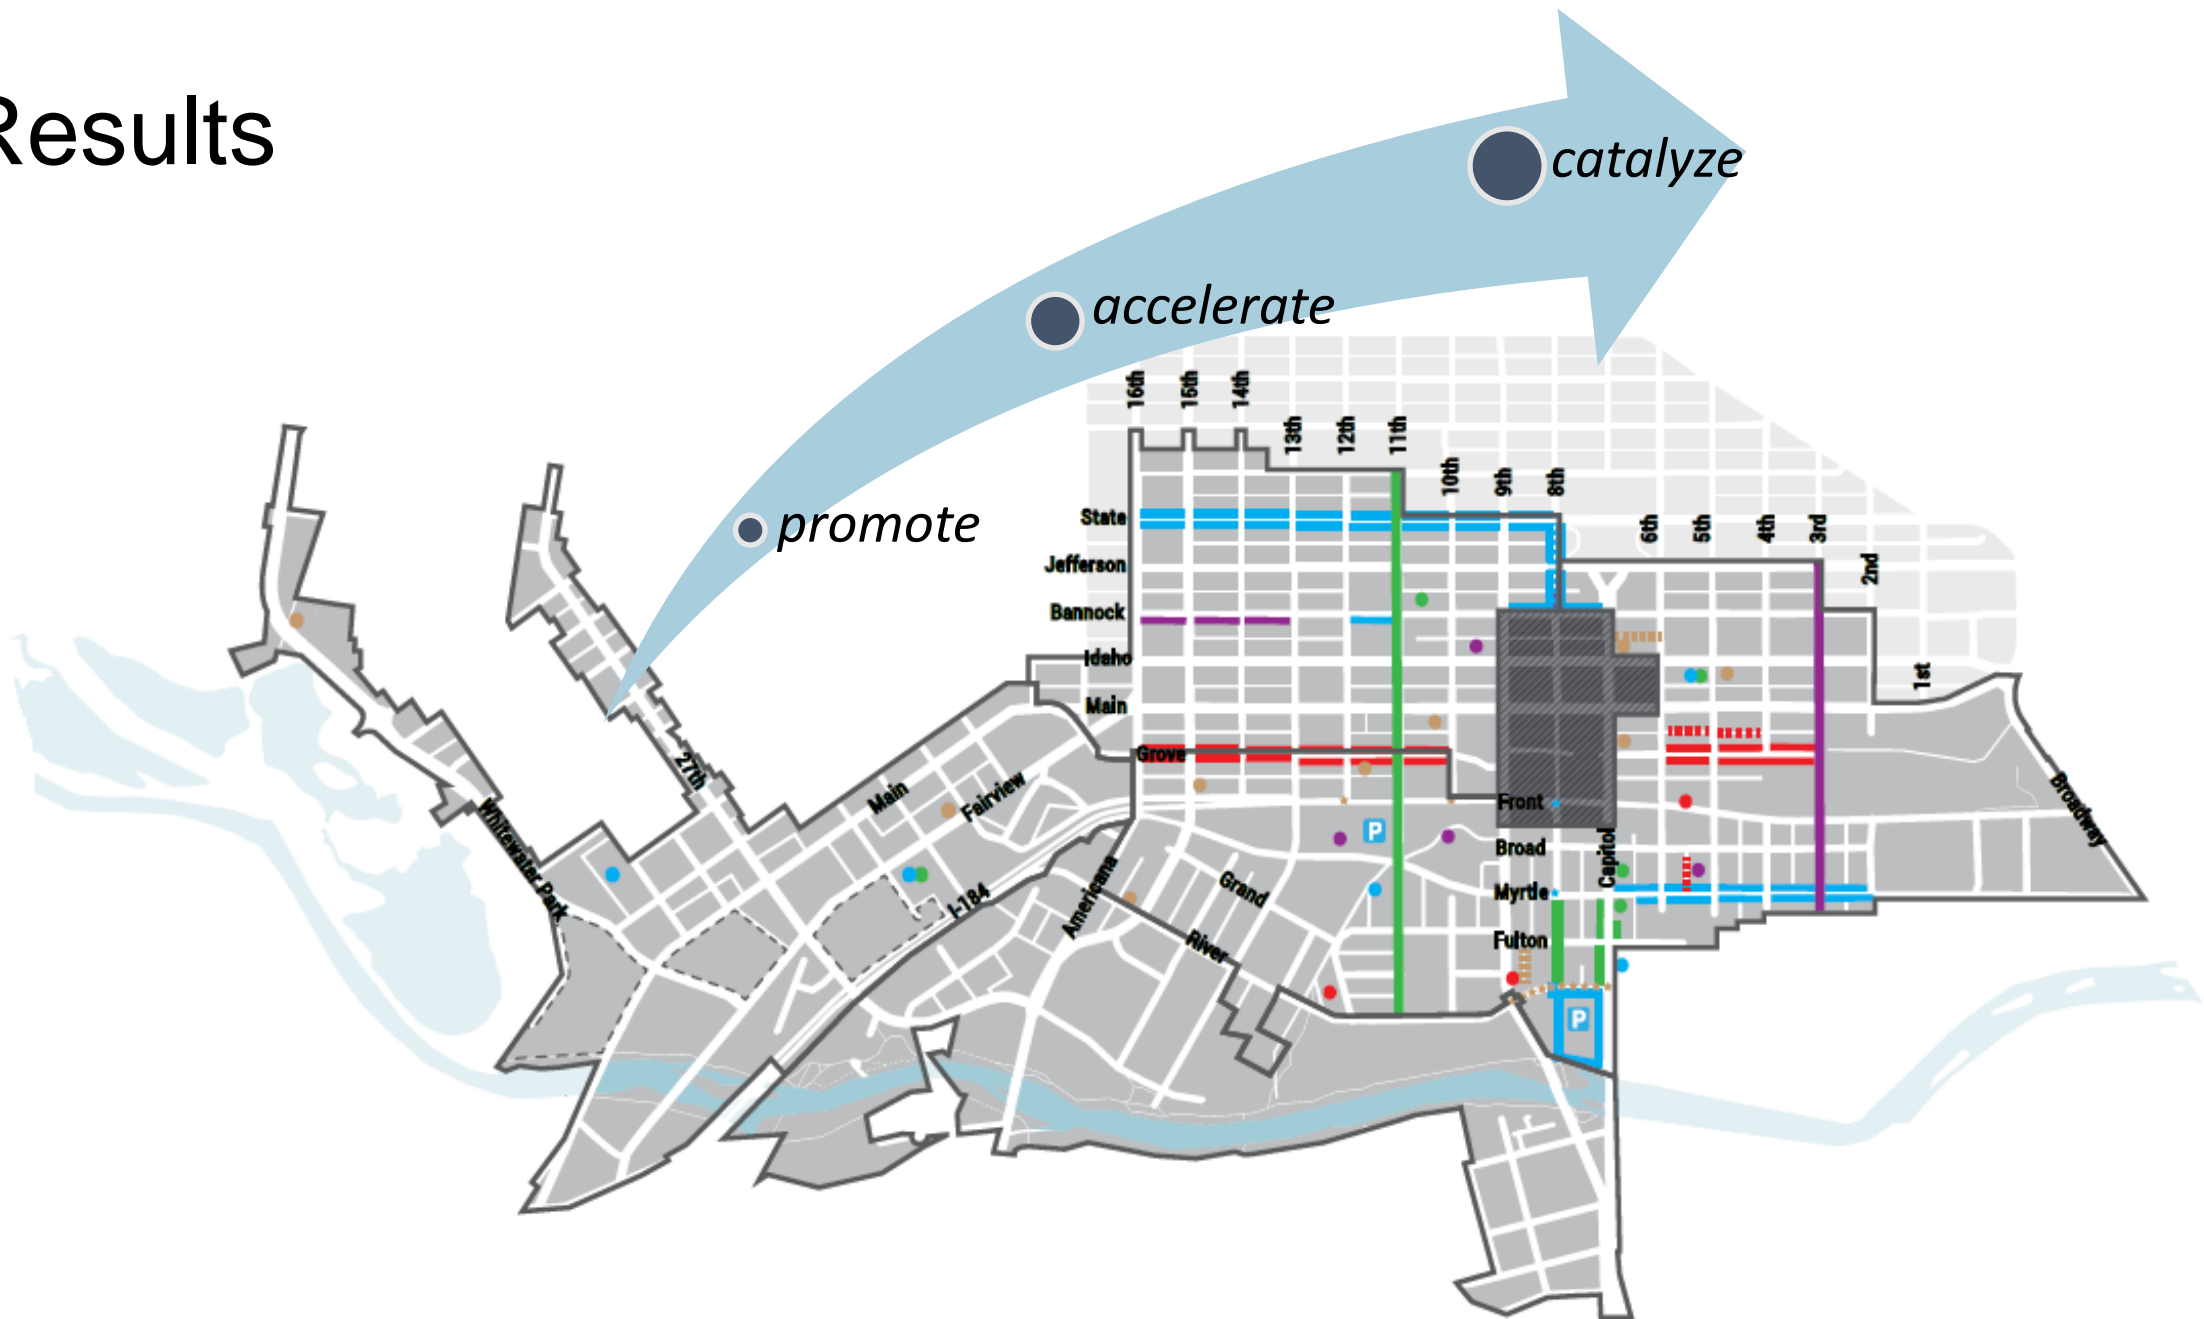 Results
catalyze
accelerate
promote
16th
15th
14th
13th
12th
11th
10th
9th
8th
6th
5th
4th
3rd
2nd
1st
State
Jefferson
Bannock
Idaho
Main
Grove
Front
Broad
Capitol
Myrtle
Fulton
Broadway
27th
Main
Fairview
Whitewater Park
I-184
Americana
Grand
River
P
P